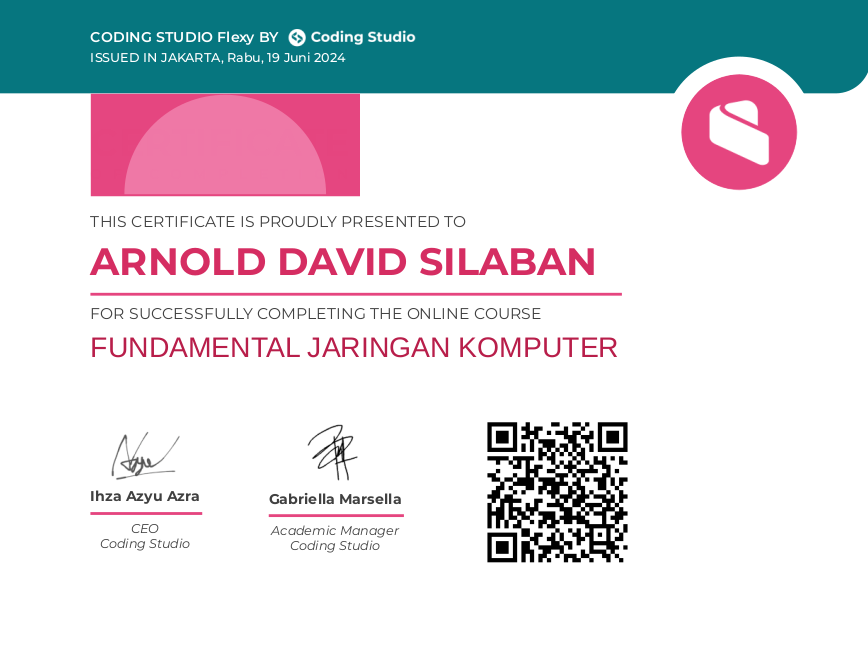 CODING STUDIO Flexy BY Coding Studio
ISSUED IN JAKARTA, Rabu, 19 Juni 2024
THIS CERTIFICATE IS PROUDLY PRESENTED TO
ARNOLD DAVID SILABAN
FOR SUCCESSFULLY COMPLETING THE ONLINE COURSE
FUNDAMENTAL JARINGAN KOMPUTER
Ihza Azyu Azra
CEO
Coding Studio
Gabriella Marsella
Academic Manager
Coding Studio